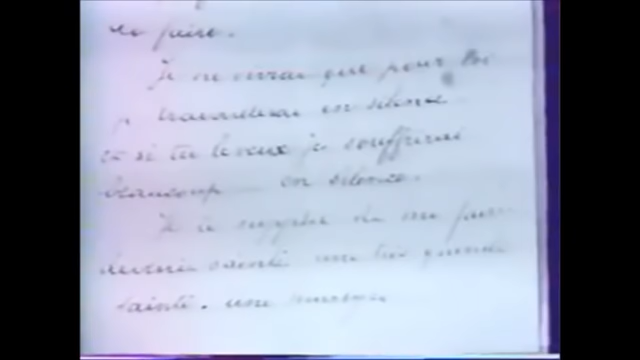 de faire.
Je ne vivrai que pour Toi
je travaillerai en silence
et si tu le veux je souffrirai
beaucoup en silence.
Je te supplie de me faire
devenir sainte une très grande
sainte. une